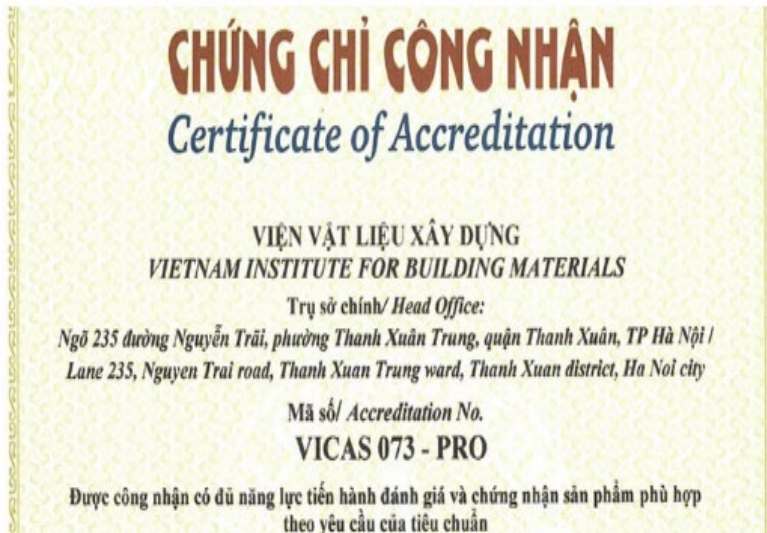 CHỨNG CHỈ CÔNG NHẬN
Certificate of Accreditation
VIỆN VẬT LIỆU XÂY DỰNG
VIETNAM INSTITUTE FOR BUILDING MATERIALS
Trụ sở chính/ Head Office:
Ngõ 235 đường Nguyễn Trãi, phường Thanh Xuân Trung, quận Thanh Xuân, TP Hà Nội /
Lane 235, Nguyen Trai road, Thanh Xuan Trung ward, Thanh Xuan district, Ha Noi city
Mã số/ Accreditation No.
VICAS 073 - PRO
Được công nhận có đủ năng lực tiến hành đánh giá và chứng nhận sản phẩm phù hợp
theo yêu cầu của tiêu chuẩn